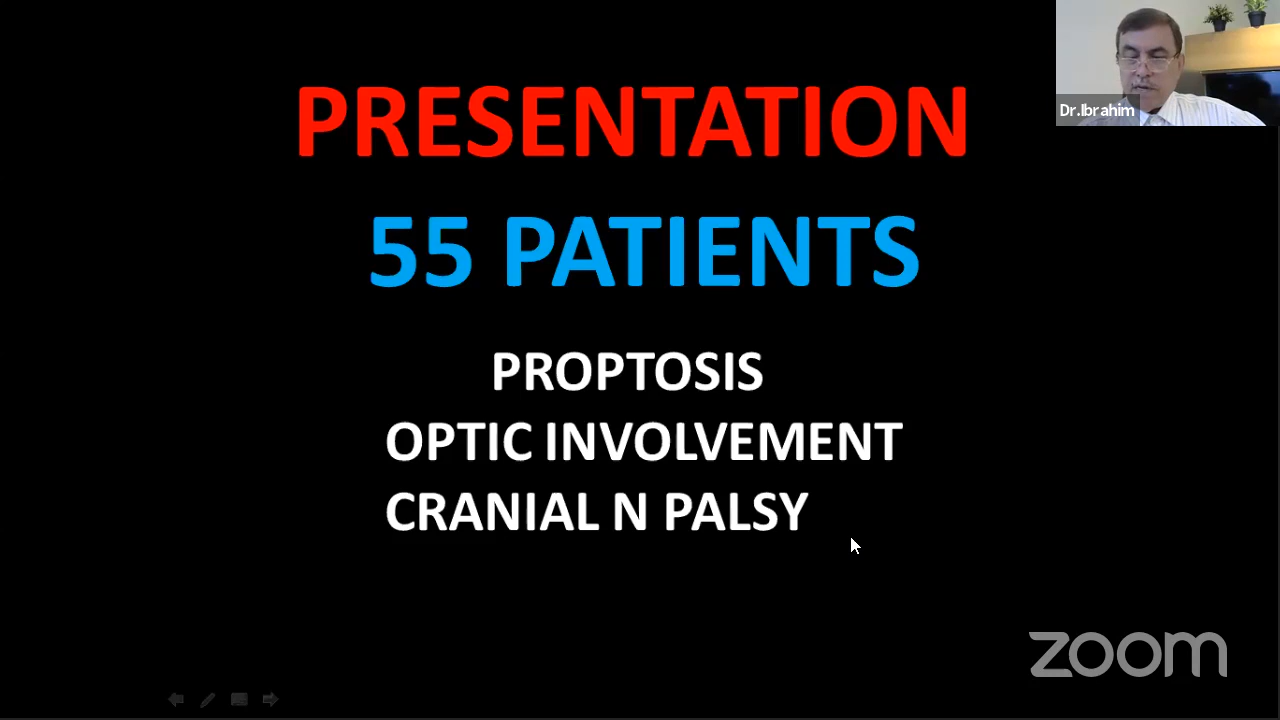 Dr.Ibrahim
PRESENTATION
55 PATIENTS
PROPTOSIS
OPTIC INVOLVEMENT
CRANIAL N PALSY
zoom